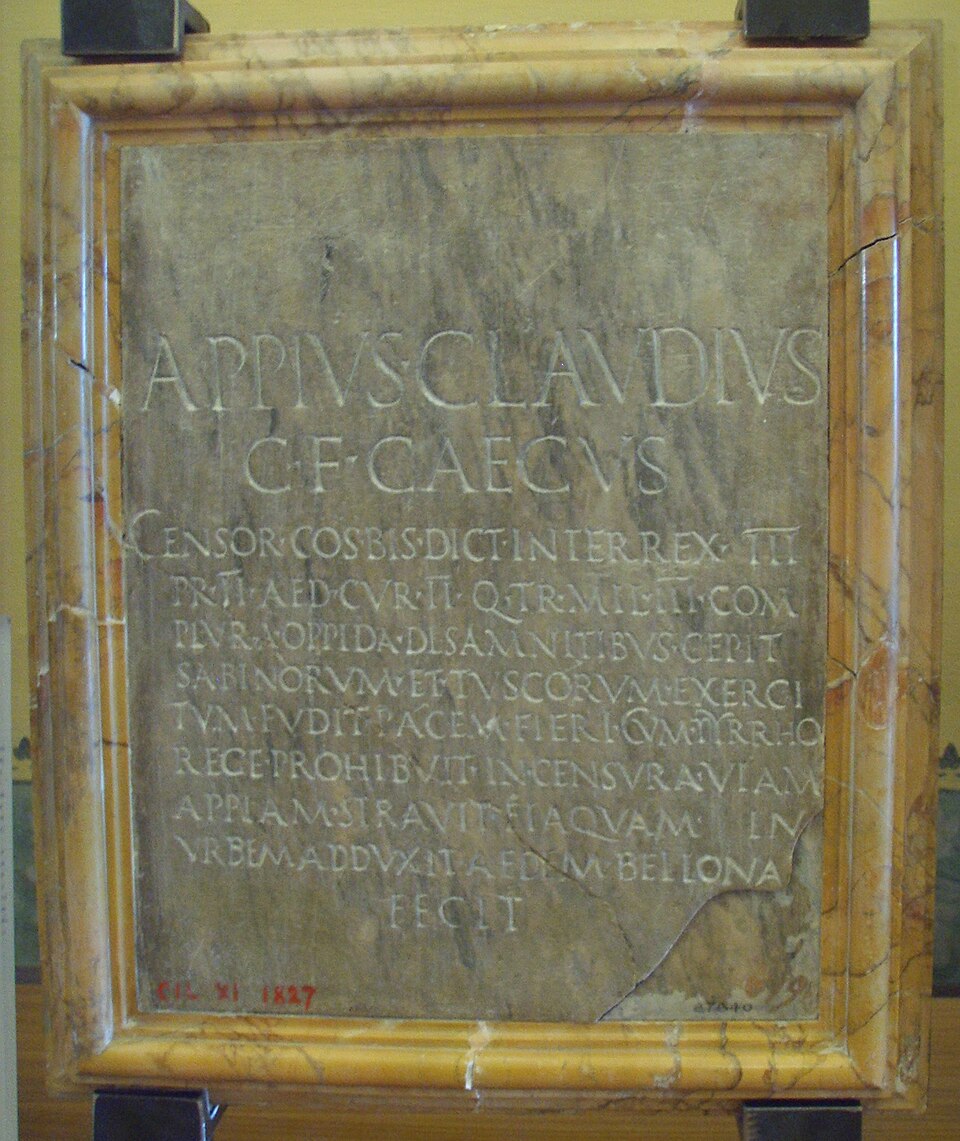 APPIVS·CLAVDIVS
C·F·CAECVS
CENSOR·COS·BIS·DICT·INTERREX·III
PR·II·AED·CVR·II·Q·TR·MIL·III·COM
PLVRA·OPPIDA·DE·SAMNITIBVS·CEPIT
SABINORVM·ET·TVSCORVM·EXERCI
TVM·FVDIT·PACEM·FIERI·CVM·PYRRHO
REGE·PROHIBVIT·IN·CENSVRA·VIAM
APPIAM·STRAVIT·ET AQVAM· IN
VRBEM·ADDVXIT·AEDEM·BELLONA
FECIT
CIL XI 1827